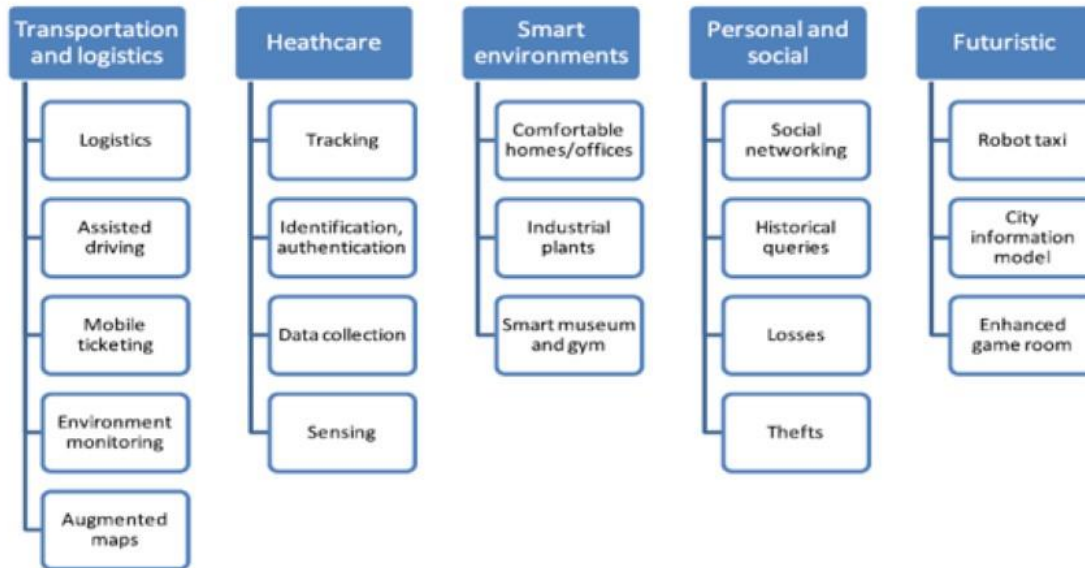 Transportation
and logistics
Logistics
Assisted
driving
Mobile
ticketing
Environment
monitoring
Augmented
maps
Heathcare
Tracking
Identification,
authentication
Data collection
Sensing
Smart
environments
Comfortable
homes/offices
Industrial
plants
Smart museum
and gym
Personal and
social
Social
networking
Historical
queries
Losses
Thefts
Futuristic
Robot taxi
City
information
model
Enhanced
game room